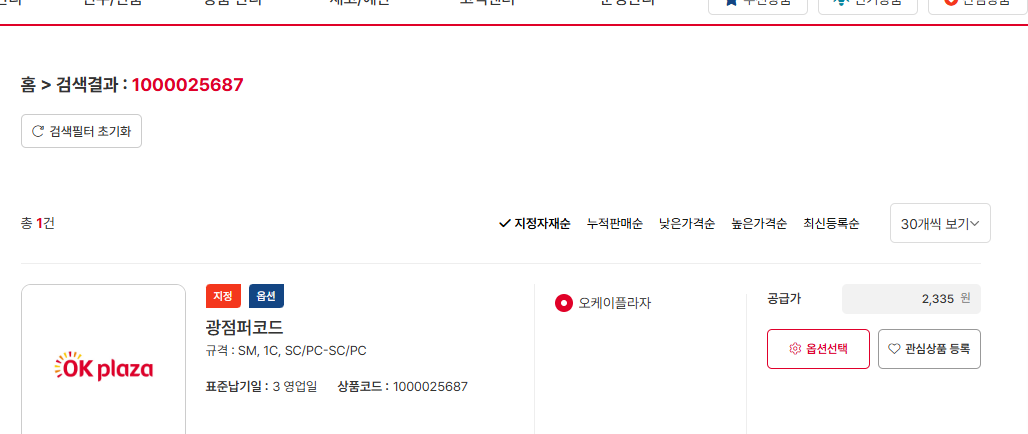 홈 > 검색결과 : 1000025687
검색필터 초기화
총 1건
지정자재순 누적판매순 낮은가격순 높은가격순 최신등록순 30개씩 보기
지정 옵션
오케이플라자
공급가 2,335 원
광점퍼코드
규격 : SM, 1C, SC/PC-SC/PC
옵션선택 관심상품 등록
OK plaza
표준납기일 : 3 영업일 상품코드 : 1000025687